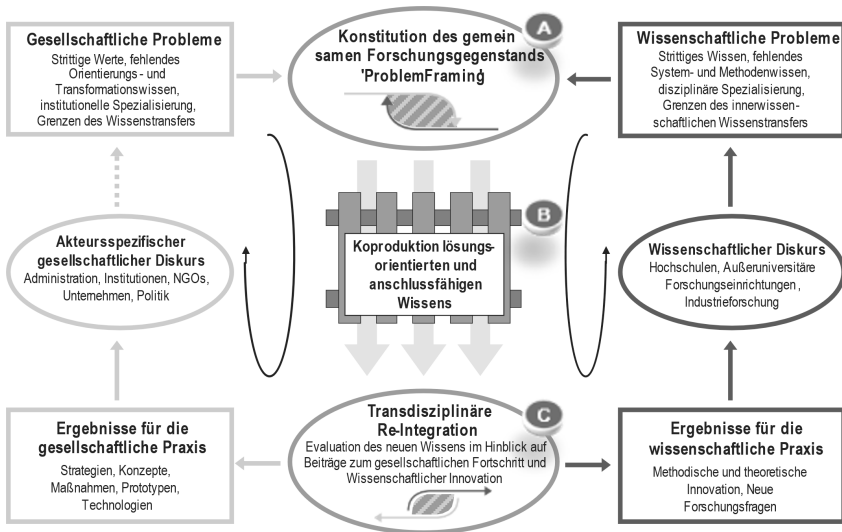 Gesellschaftliche Probleme
Strittige Werte, fehlendes
Orientierungs - und
Transformationswissen,
institutionelle Spezialisierung,
Grenzen des Wissenstransfers
Konstitution des gemein
samen Forschungsgegenstands
'ProblemFraming'
A
Wissenschaftliche Probleme
Strittiges Wissen, fehlendes
System- und Methodenwissen,
disziplinäre Spezialisierung,
Grenzen des innerwissen-
schaftlichen Wissenstransfers
Akteursspezifischer
gesellschaftlicher Diskurs
Administration, Institutionen, NGOs,
Unternehmen, Politik
B
Koproduktion lösungs-
orientierten und
anschlussfähigen
Wissens
Wissenschaftlicher Diskurs
Hochschulen, Außeruniversitäre
Forschungseinrichtungen ,
Industrieforschung
Ergebnisse für die
gesellschaftliche Praxis
Strategien, Konzepte,
Maßnahmen, Prototypen,
Technologien
C
Transdisziplinäre
Re-Integration
Evaluation des neuen Wissens im Hinblick auf
Beiträge zum gesellschaftlichen Fortschritt und
Wissenschaftlicher Innovation
Ergebnisse für die
wissenschaftliche Praxis
Methodische und theoretische
Innovation, Neue
Forschungsfragen